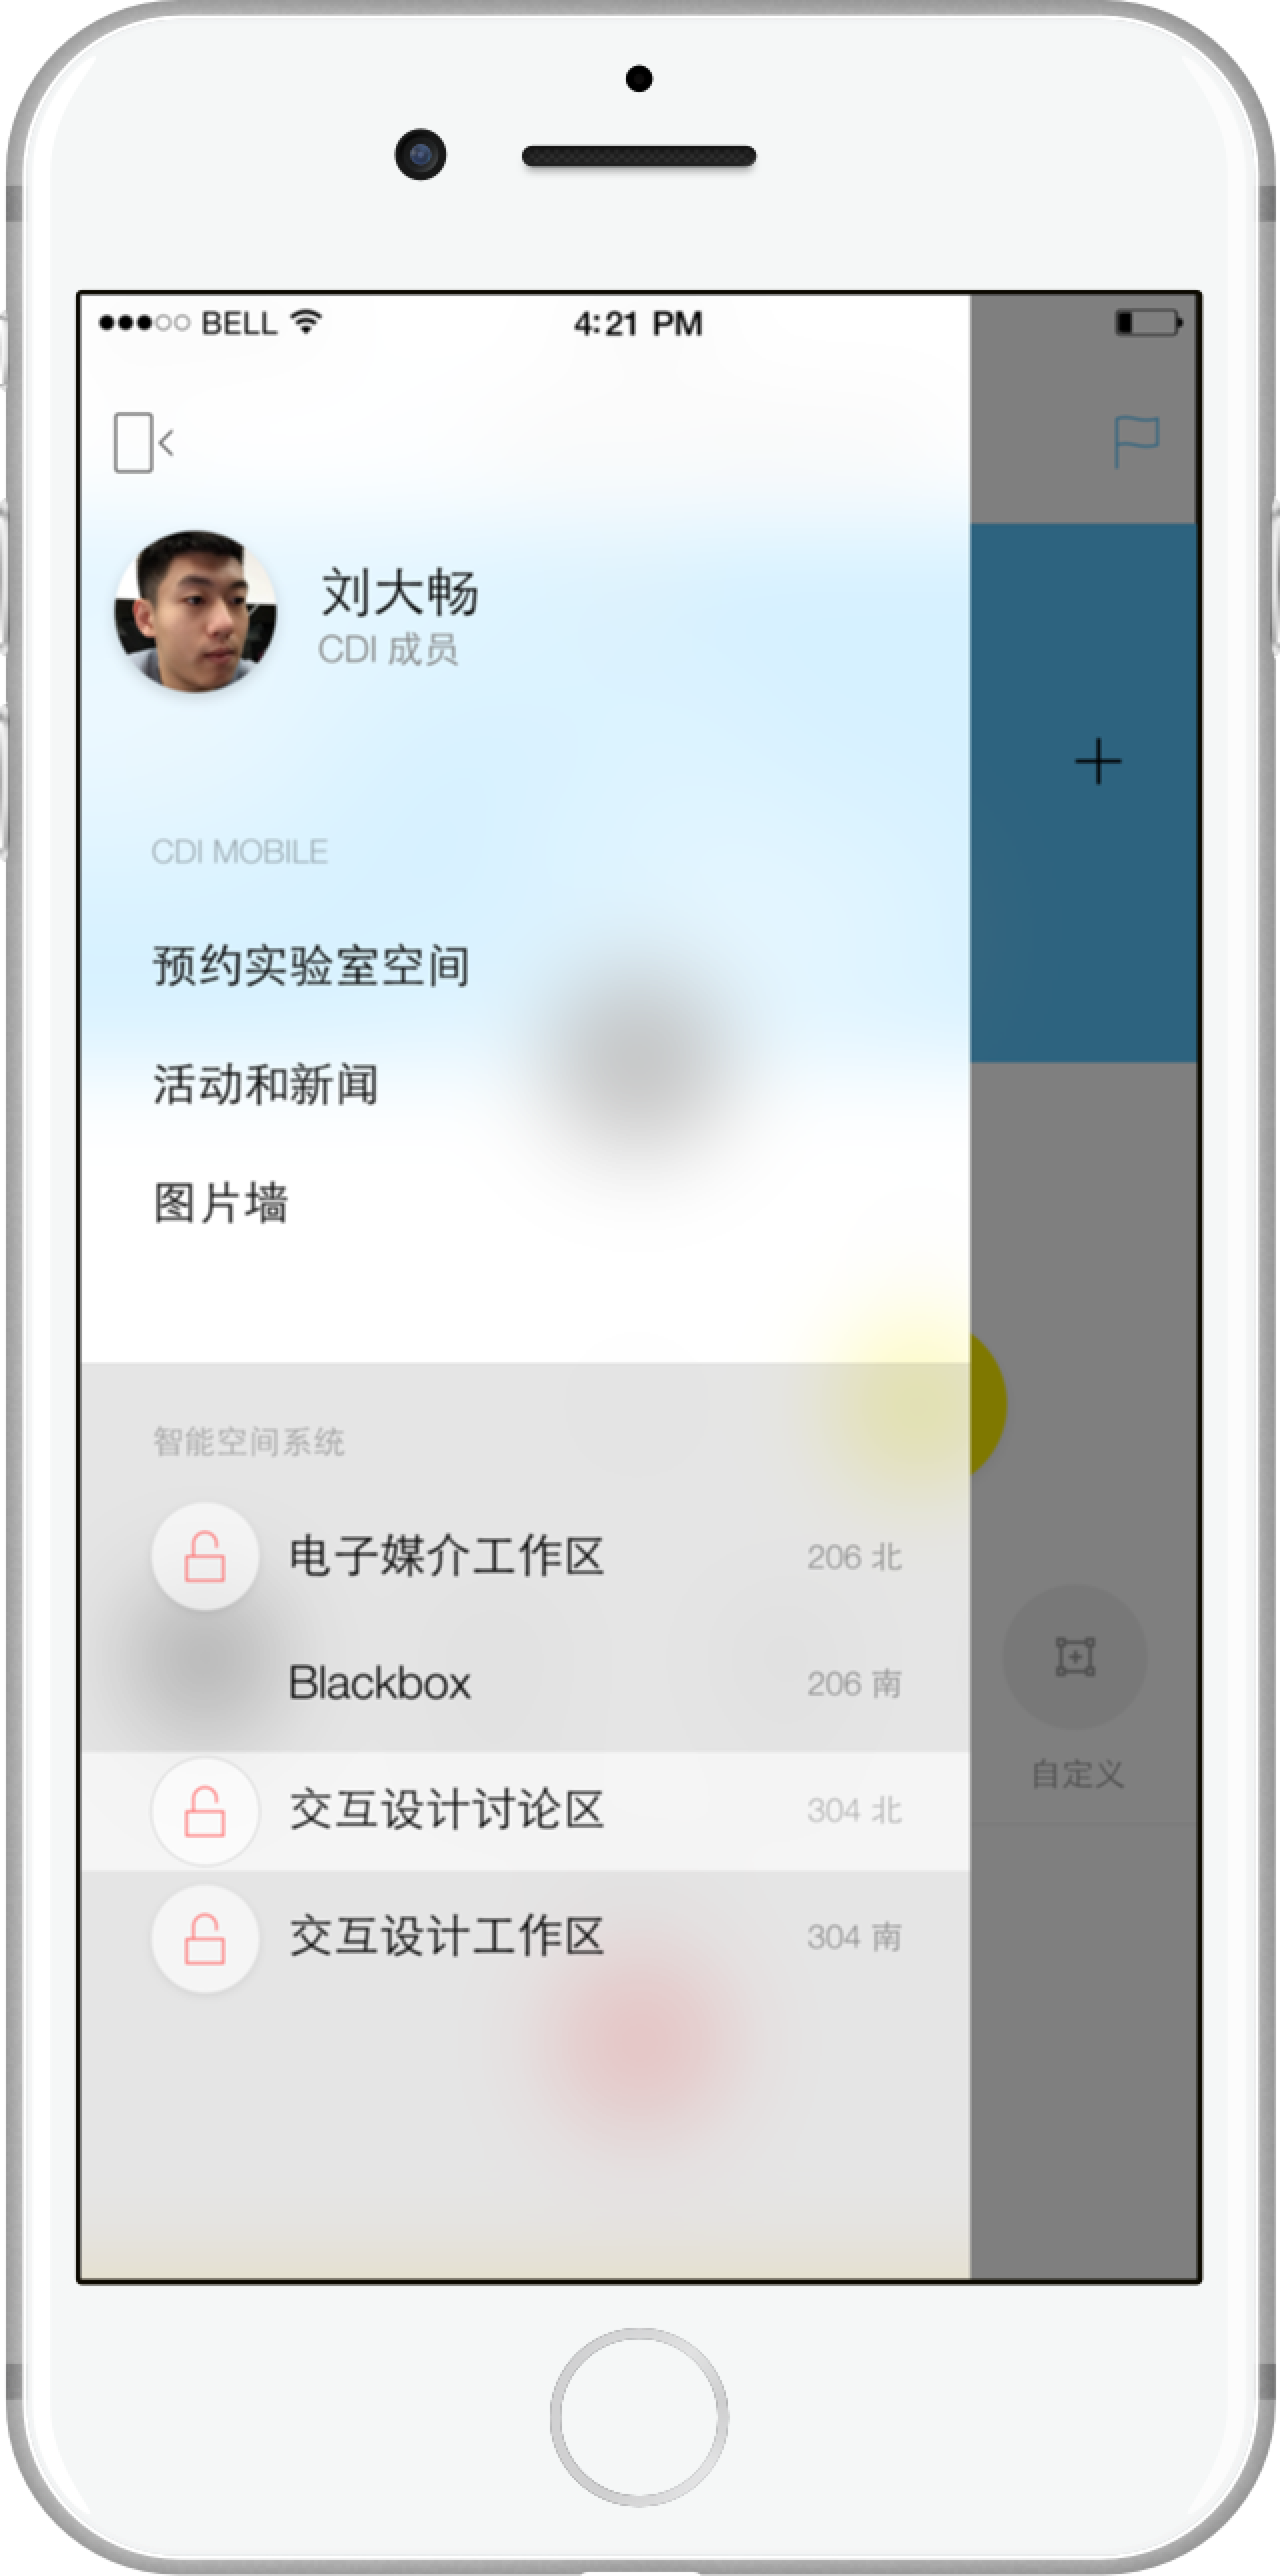 BELL 4:21 PM
刘大畅
CDI 成员
CDI MOBILE
预约实验室空间
活动和新闻
图片墙
智能空间系统
电子媒介工作区 206 北
Blackbox 206 南
自定义
交互设计讨论区 304 北
交互设计工作区 304 南